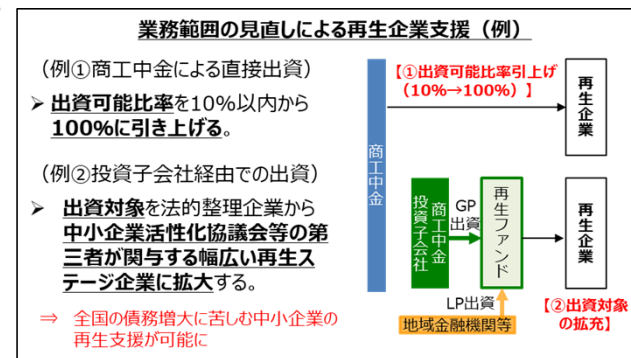 業務範囲の見直しによる再生企業支援(例)
(例①商工中金による直接出資)
➢ 出資可能比率を10%以内から
100%に引き上げる。
(例②投資子会社経由での出資)
➢ 出資対象を法的整理企業から
中小企業活性化協議会等の第
三者が関与する幅広い再生ス
テージ企業に拡大する。
⇒ 全国の債務増大に苦しむ中小企業の
再生支援が可能に
商工中金
【①出資可能比率引上げ
(10%→100%)】
再生企業
商工中金
投資子会社
GP
出資
再生ファンド
再生企業
LP出資
地域金融機関等
【②出資対象
の拡充】